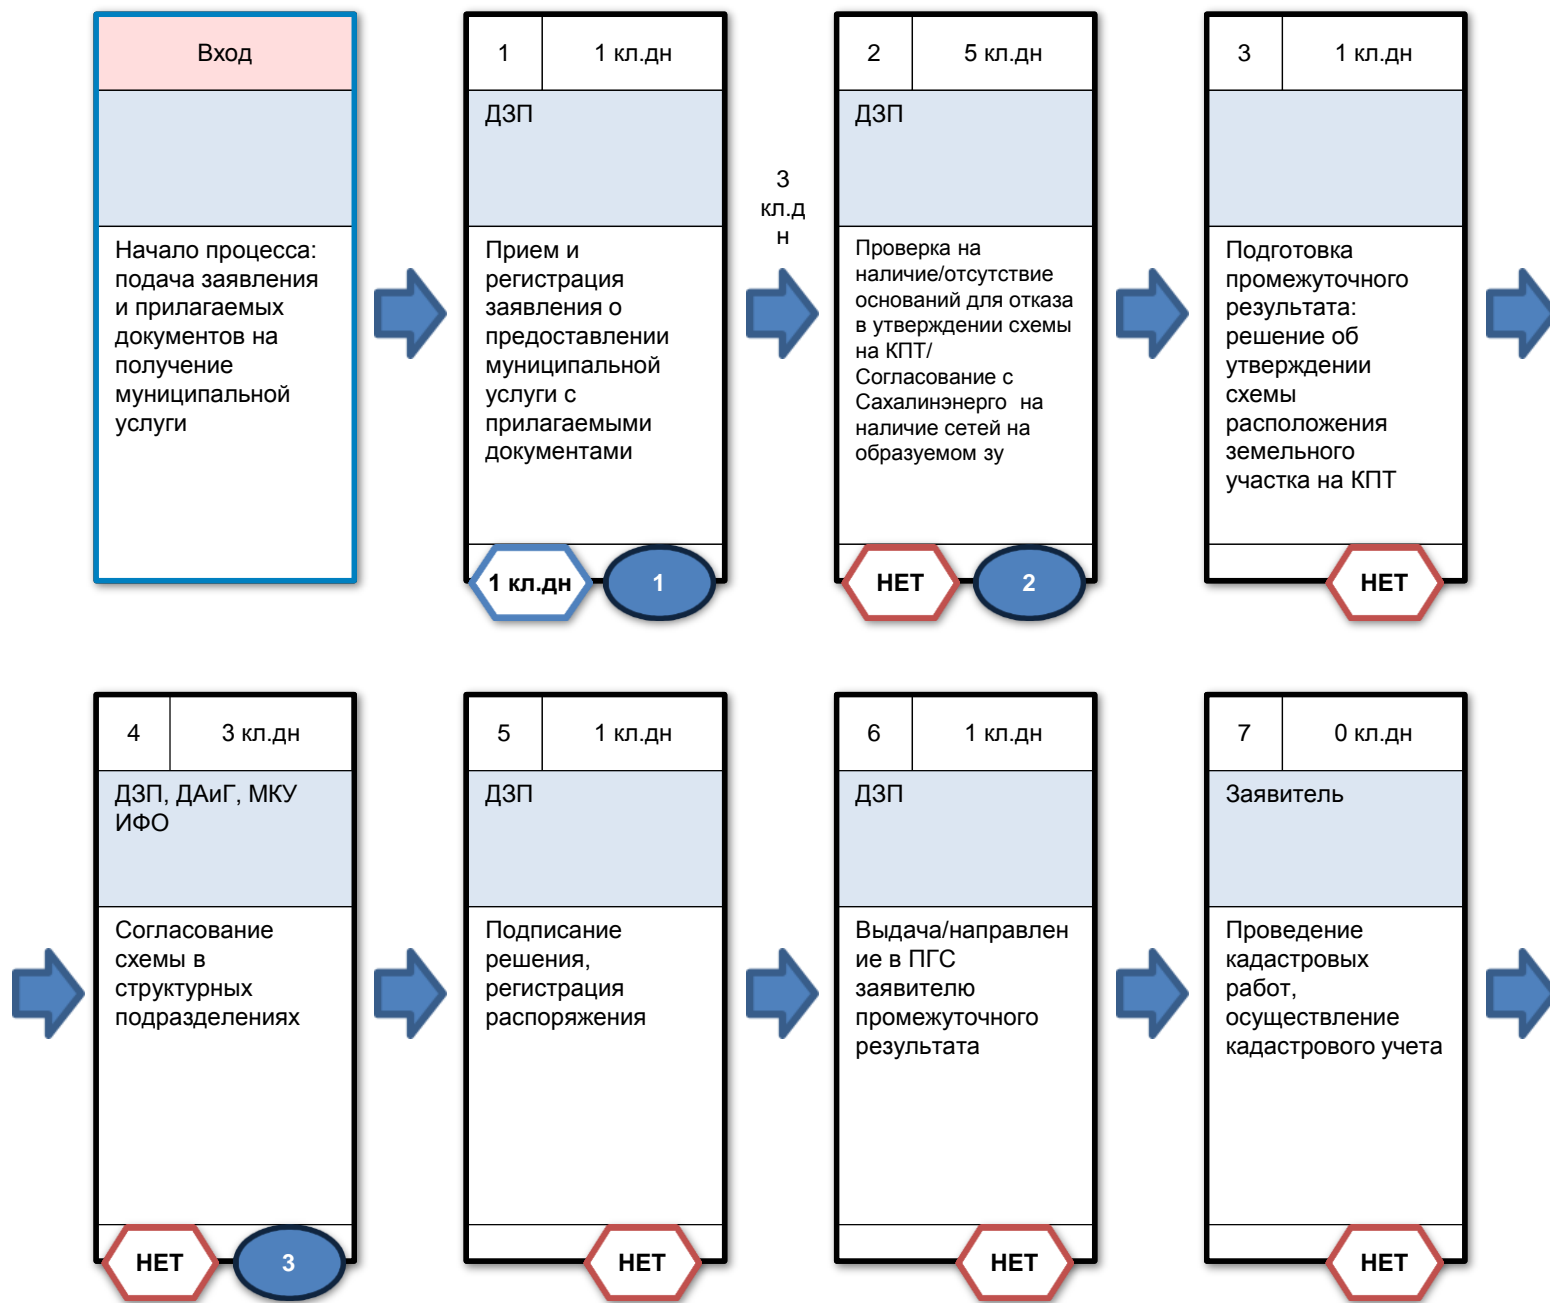 Вход
Начало процесса:
подача заявления
и прилагаемых
документов на
получение
муниципальной
услуги
1
1 кл.дн
ДЗП
Прием и
регистрация
заявления о
предоставлении
муниципальной
услуги с
прилагаемыми
документами
1 кл.дн
1
3
кл.д
н
2
5 кл.дн
ДЗП
Проверка на
наличие/отсутствие
оснований для отказа
в утверждении схемы
на КПТ/
Согласование с
Сахалинэнерго на
наличие сетей на
образуемом зу
НЕТ
2
3
1 кл.дн
Подготовка
промежуточного
результата:
решение об
утверждении
схемы
расположения
земельного
участка на КПТ
НЕТ
4
3 кл.дн
ДЗП, ДАиГ, МКУ
ИФО
Согласование
схемы в
структурных
подразделениях
НЕТ
3
5
1 кл.дн
ДЗП
Подписание
решения,
регистрация
распоряжения
НЕТ
6
1 кл.дн
ДЗП
Выдача/направлен
ие в ПГС
заявителю
промежуточного
результата
НЕТ
7
0 кл.дн
Заявитель
Проведение
кадастровых
работ,
осуществление
кадастрового учета
НЕТ